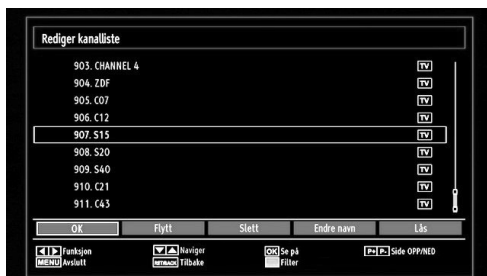 Rediger kanalliste
903. CHANNEL 4 TV
904. ZDF TV
905. C07 TV
906. C12 TV
907. S15 TV
908. S20 TV
909. S40 TV
910. C21 TV
911. C43 TV
OK Flytt Slett Endre navn Lås
Funksjon Naviger OK Se på P+ P- Side OPP/NED
MENU Avslutt Tilbake Filter